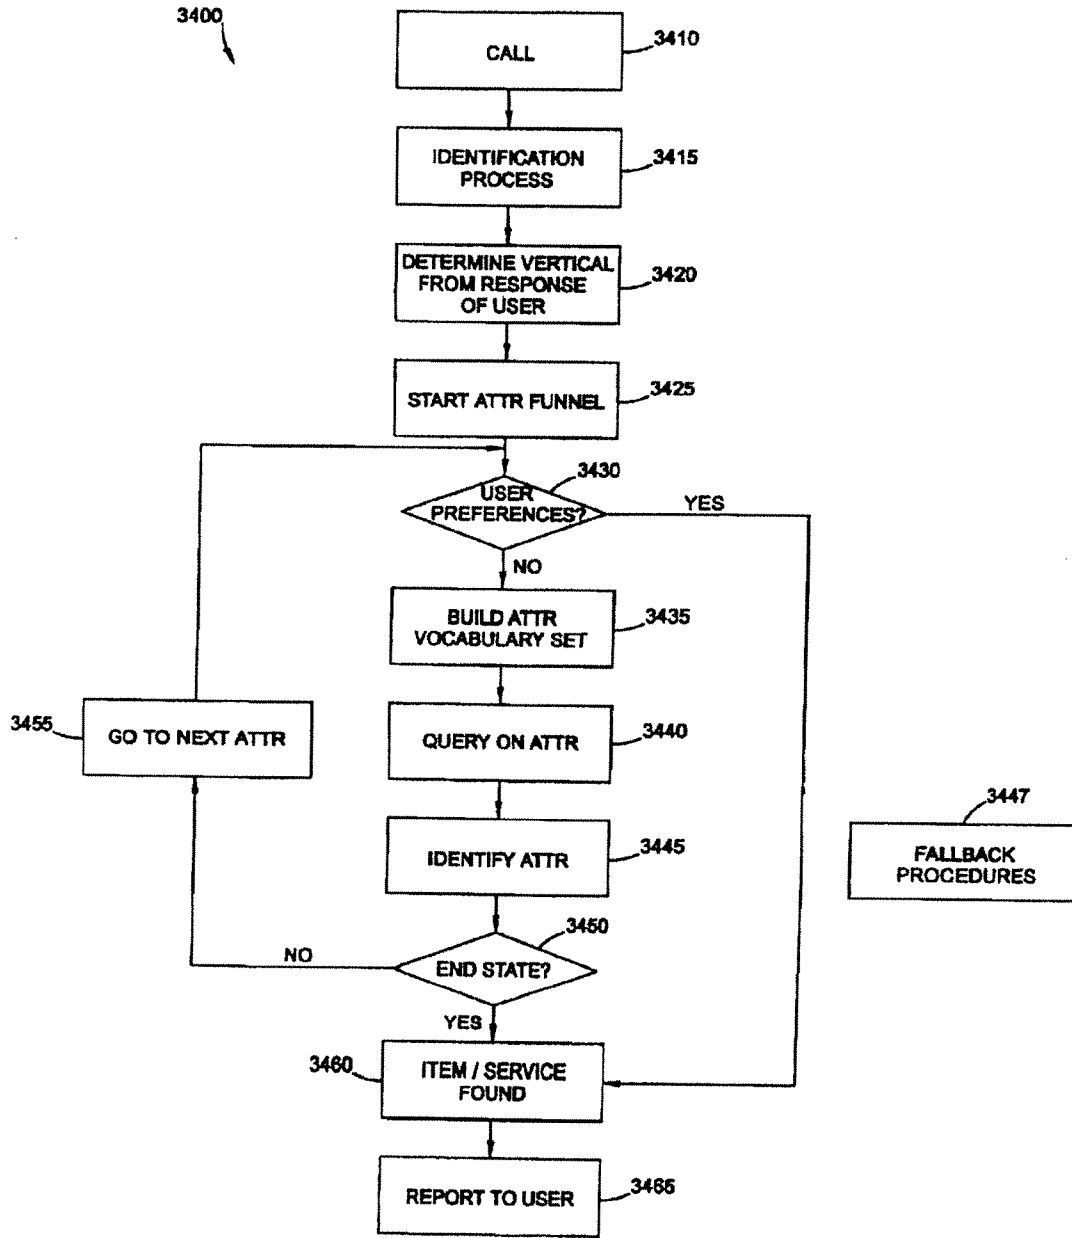 3400
CALL
3410
IDENTIFICATION
PROCESS
3415
DETERMINE VERTICAL
FROM RESPONSE
OF USER
3420
START ATTR FUNNEL
3425
3430
USER
PREFERENCES?
YES
NO
BUILD ATTR
VOCABULARY SET
3435
3455
GO TO NEXT ATTR
QUERY ON ATTR
3440
3447
FALLBACK
PROCEDURES
IDENTIFY ATTR
3445
3450
NO
END STATE?
YES
3460
ITEM / SERVICE
FOUND
REPORT TO USER
3465